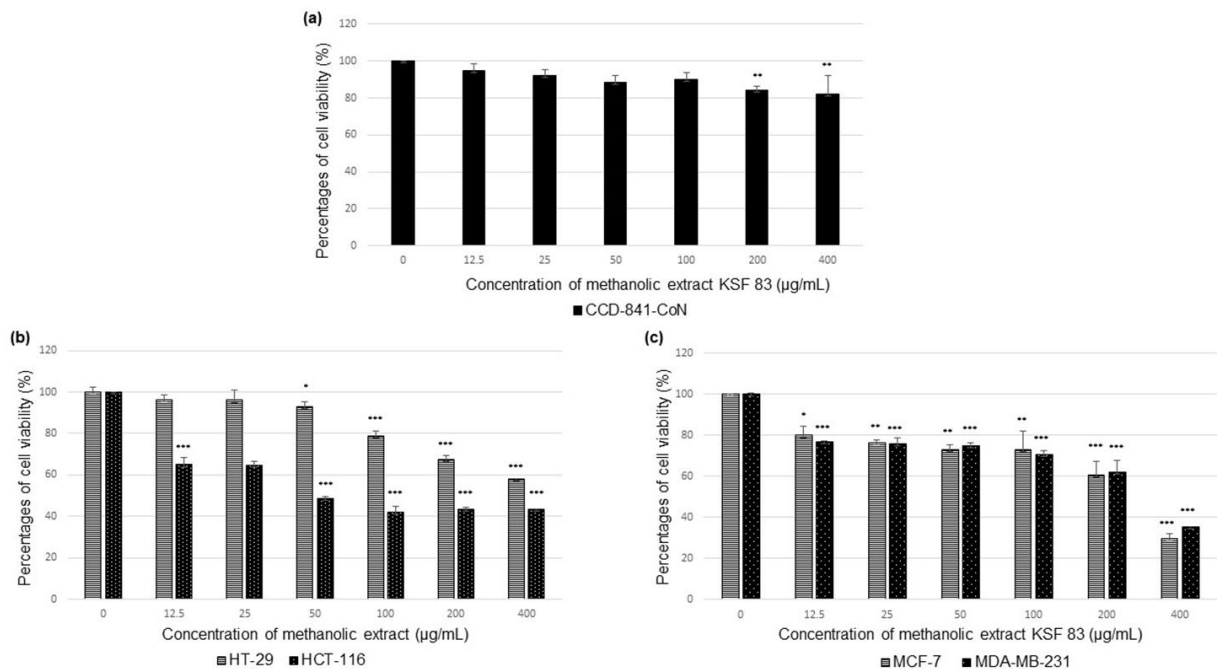 (a)
Percentages of cell viability (%)
120
100
80
60
40
20
0
** **
0 12.5 25 50 100 200 400
Concentration of methanolic extract KSF 83 (µg/mL)
CCD-841-CoN
(b)
Percentages of cell viability (%)
120
100
80
60
40
20
0
*
*** *** ***
*** *** *** *** ***
0 12.5 25 50 100 200 400
Concentration of methanolic extract (µg/mL)
HT-29 HCT-116
(c)
Percentages of cell viability (%)
120
100
80
60
40
20
0
* *** ** *** ** *** ** *** *** *** *** ***
0 12.5 25 50 100 200 400
Concentration of methanolic extract KSF 83 (µg/mL)
MCF-7 MDA-MB-231